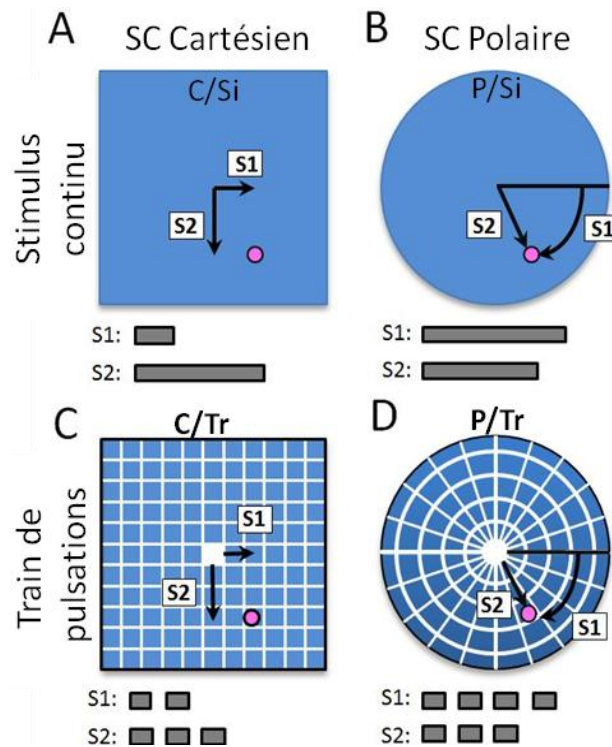 A
SC Cartésien
B
SC Polaire
Stimulus
continu
C/Si
S1
S2
P/Si
S2
S1
S1:
S2:
S1:
S2:
C
C/Tr
D
P/Tr
Train de
pulsations
S1
S2
S2
S1
S1:
S2:
S1:
S2: